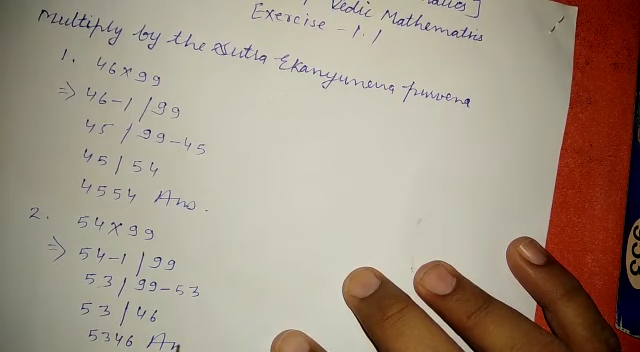 Vedic Mathematics]
Exercise - 1.1
Multiply by the Sutra Ekanyunena purvena
1. 46×99
⇒ 46-1/99
45/99-45
45/54
4554 Ans.
2. 54×99
⇒ 54-1/99
53/99-53
53/46
5346 An